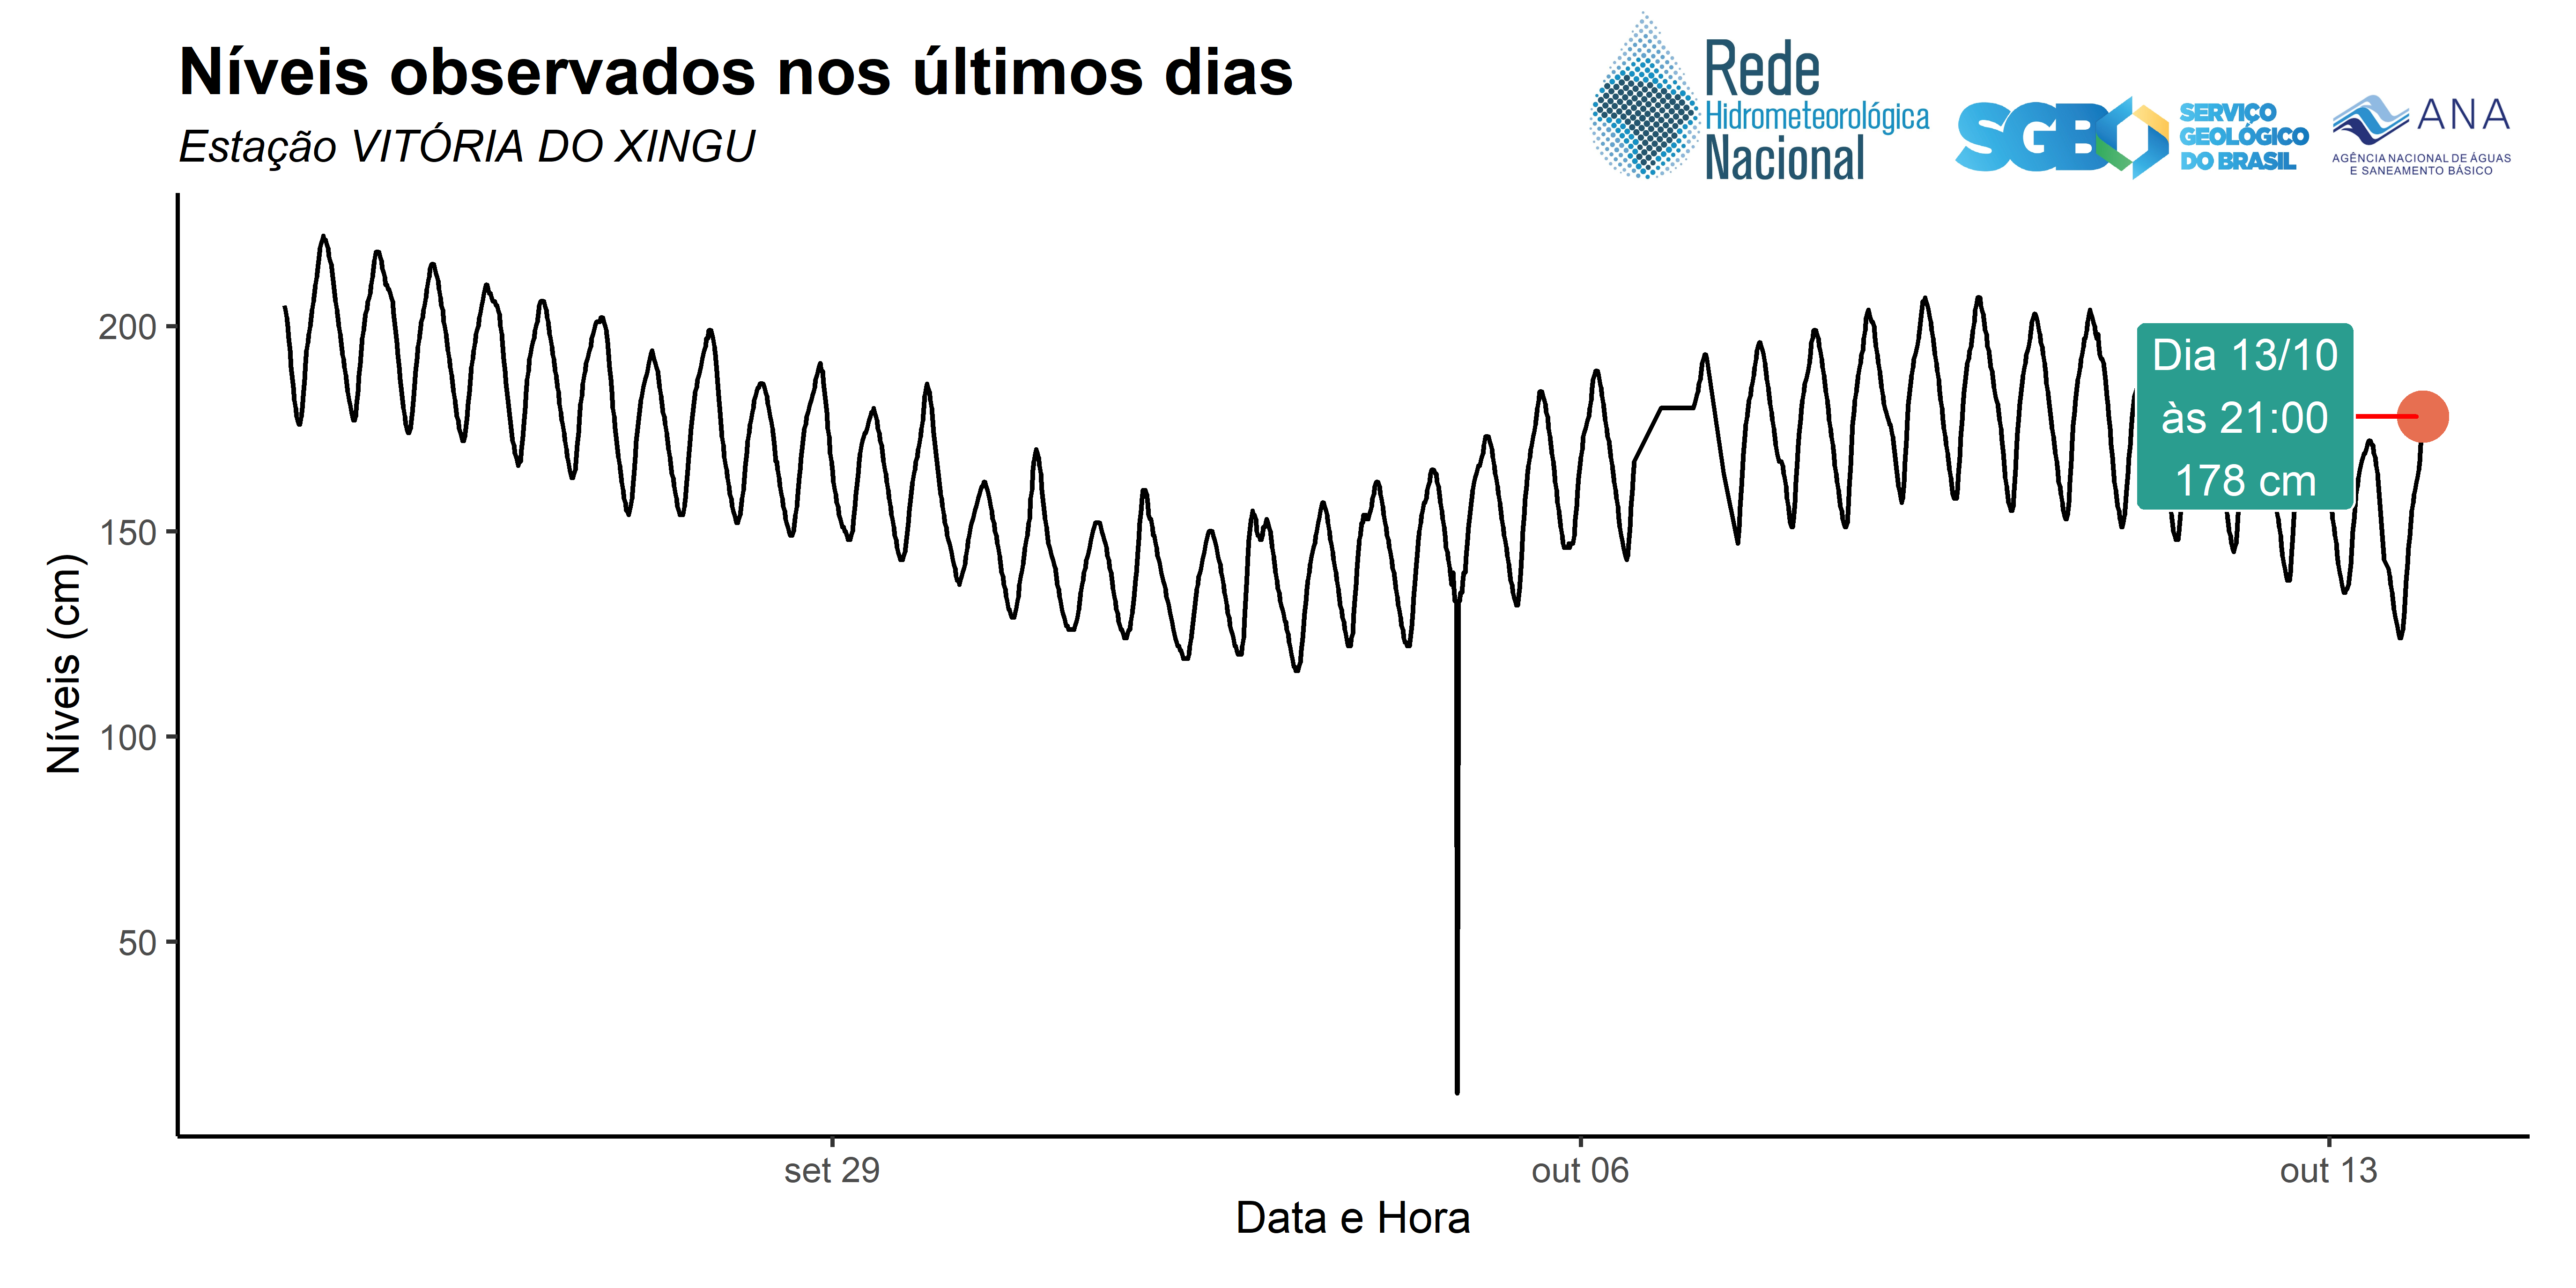 Níveis observados nos últimos dias
Estação VITÓRIA DO XINGU
Rede
Hidrometeorológica
Nacional
SGB
SERVIÇO
GEOLÓGICO
DO BRASIL
ANA
AGÊNCIA NACIONAL DE ÁGUAS
E SANEAMENTO BÁSICO
Níveis (cm)
200
150
100
50
Dia 13/10
às 21:00
178 cm
set 29
out 06
out 13
Data e Hora